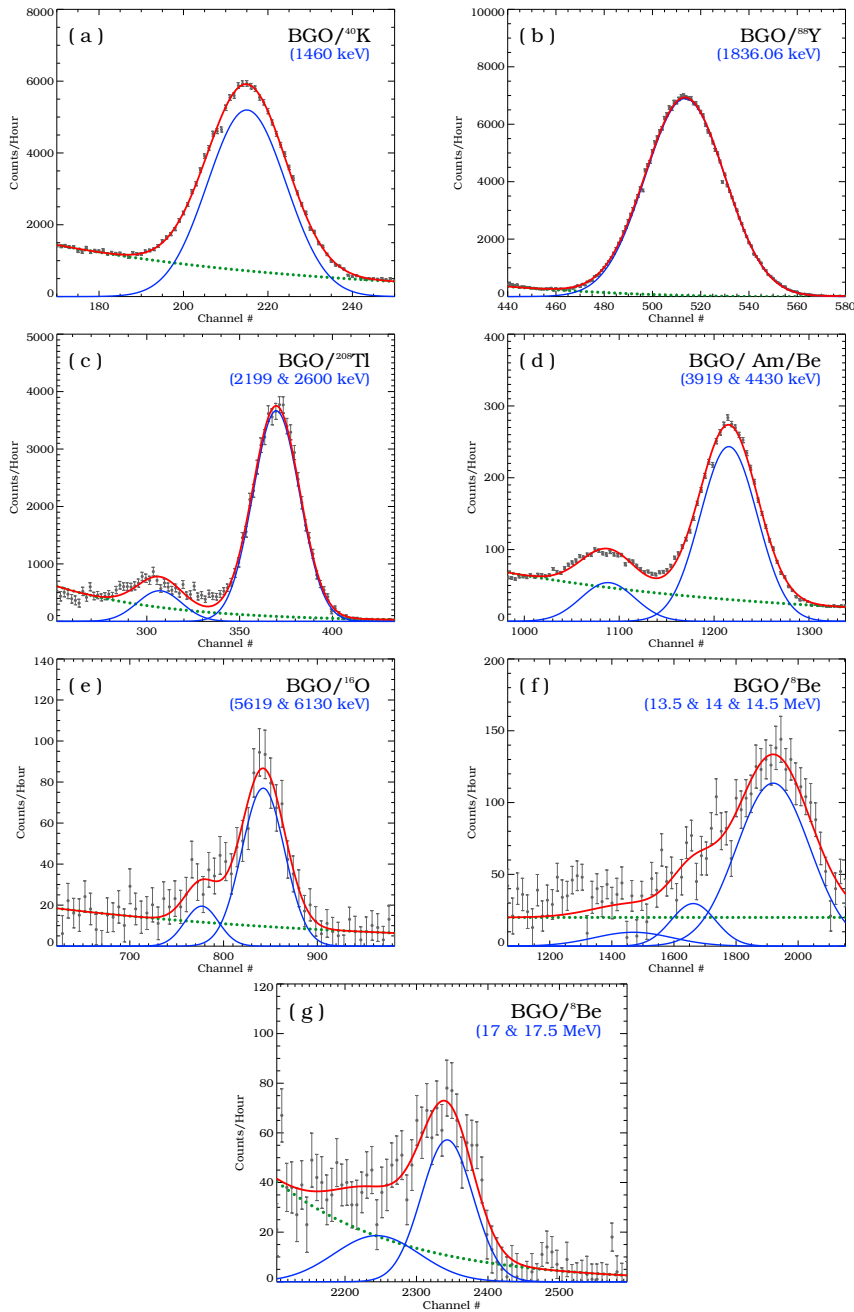 ( a )
BGO/⁴⁰K
(1460 keV)
8000
6000
4000
2000
0
Counts/Hour
180
200
220
240
Channel #
( b )
BGO/⁸⁸Y
(1836.06 keV)
10000
8000
6000
4000
2000
0
Counts/Hour
440
460
480
500
520
540
560
580
Channel #
( c )
BGO/²⁰⁸Tl
(2199 & 2600 keV)
5000
4000
3000
2000
1000
0
Counts/Hour
300
350
400
Channel #
( d )
BGO/ Am/Be
(3919 & 4430 keV)
400
300
200
100
0
Counts/Hour
1000
1100
1200
1300
Channel #
( e )
BGO/¹⁶O
(5619 & 6130 keV)
140
120
100
80
60
40
20
0
Counts/Hour
700
800
900
Channel #
( f )
BGO/⁸Be
(13.5 & 14 & 14.5 MeV)
200
150
100
50
0
Counts/Hour
1200
1400
1600
1800
2000
Channel #
( g )
BGO/⁸Be
(17 & 17.5 MeV)
120
100
80
60
40
20
0
Counts/Hour
2200
2300
2400
2500
Channel #